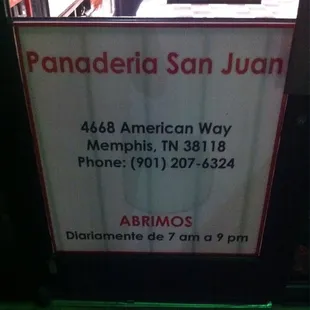 Panaderia San Juan
4668 American Way
Memphis, TN 38118
Phone: (901) 207-6324
ABRIMOS
Diariamente de 7 am a 9 pm